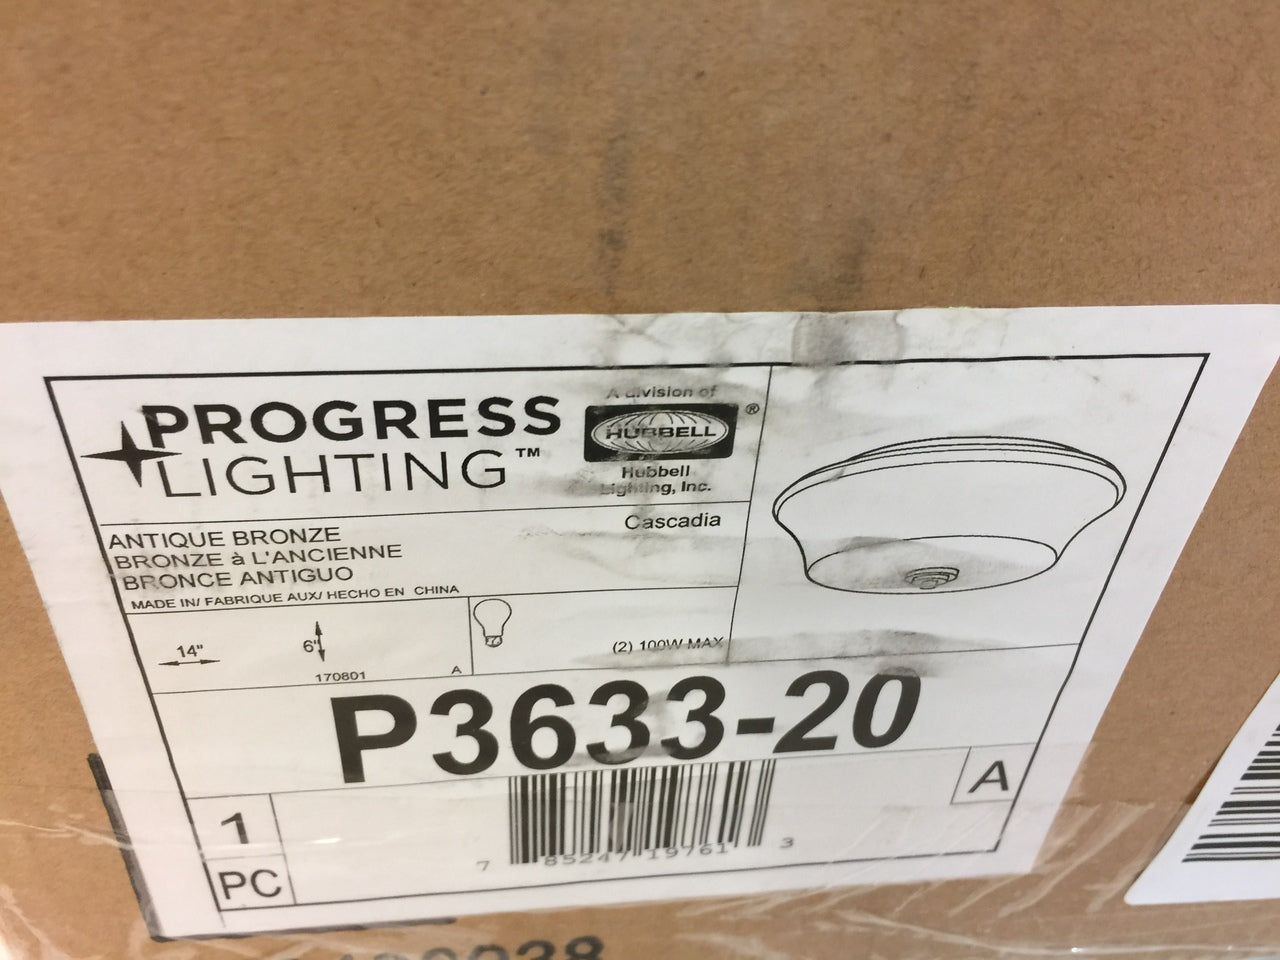 PROGRESS
LIGHTING™
A division of
HUBBELL®
Hubbell
Lighting, Inc.
ANTIQUE BRONZE
BRONZE à L'ANCIENNE
BRONCE ANTIGUO
MADE IN/ FABRIQUE AUX/ HECHO EN CHINA
Cascadia
14"
6"
170801
A
(2) 100W MAX
P3633-20
1
PC
A
7 85247 19761 3